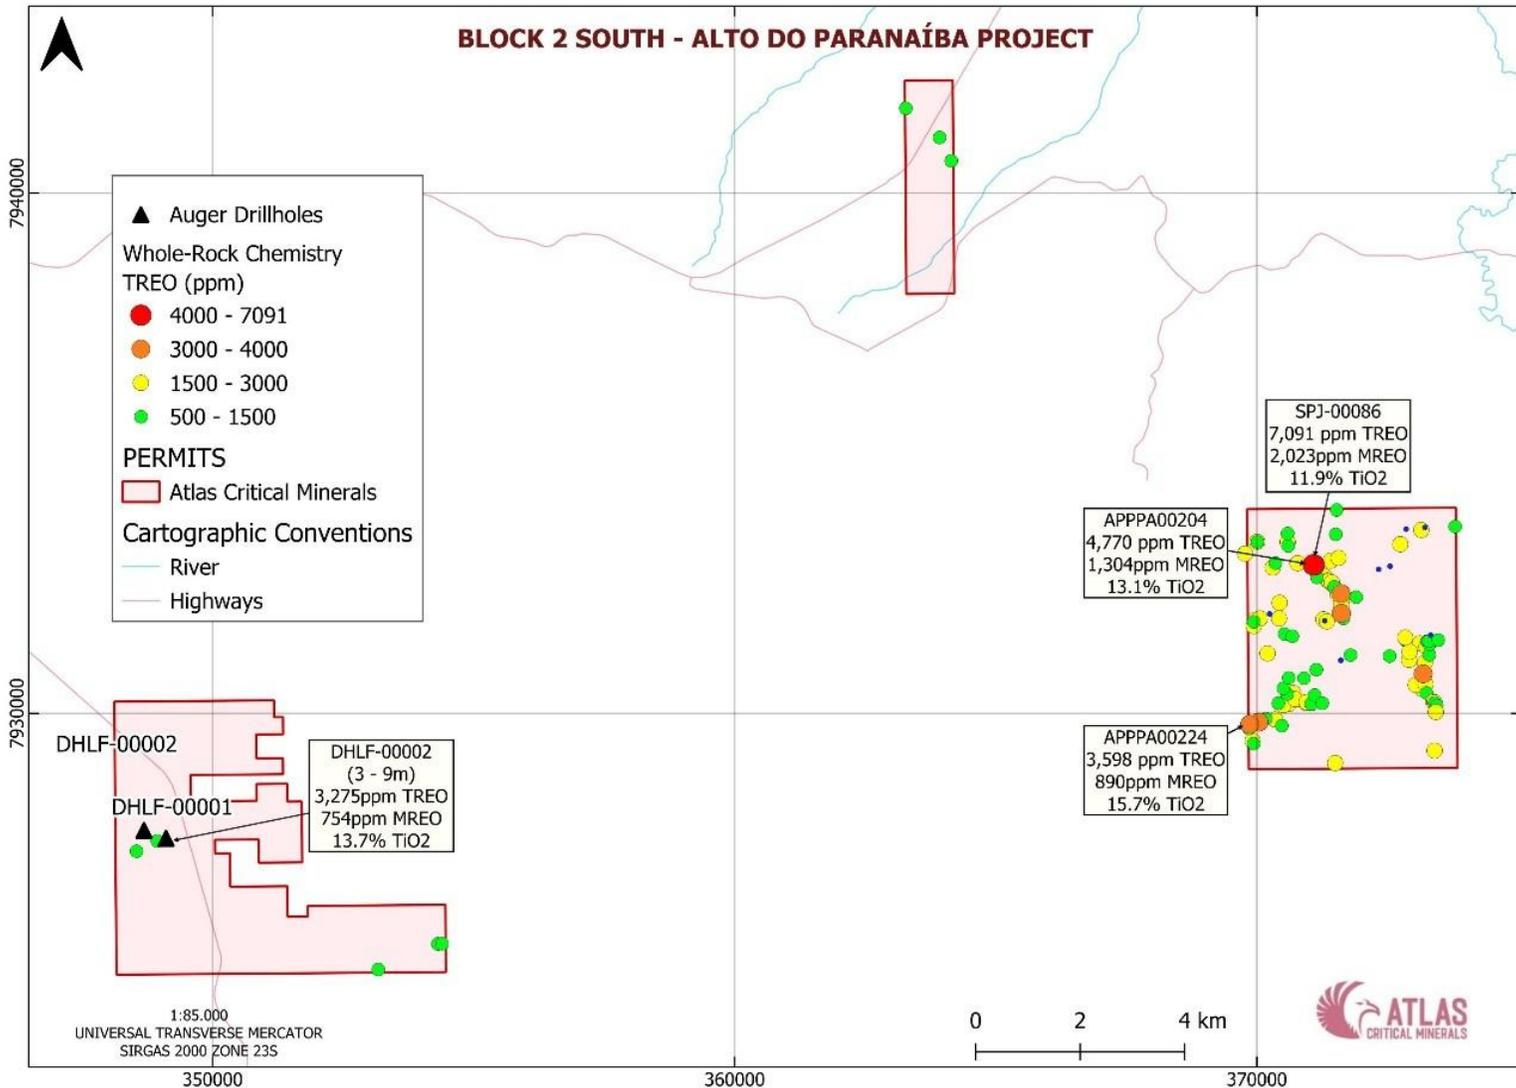 BLOCK 2 SOUTH - ALTO DO PARANAÍBA PROJECT
7940000
7930000
Auger Drillholes
Whole-Rock Chemistry
TREO (ppm)
4000 - 7091
3000 - 4000
1500 - 3000
500 - 1500
PERMITS
Atlas Critical Minerals
Cartographic Conventions
River
Highways
SPJ-00086
7,091 ppm TREO
2,023ppm MREO
11.9% TiO2
APPPA00204
4,770 ppm TREO
1,304ppm MREO
13.1% TiO2
APPPA00224
3,598 ppm TREO
890ppm MREO
15.7% TiO2
DHLF-00002
DHLF-00001
DHLF-00002
(3 - 9m)
3,275ppm TREO
754ppm MREO
13.7% TiO2
1:85.000
UNIVERSAL TRANSVERSE MERCATOR
SIRGAS 2000 ZONE 23S
0 2 4 km
ATLAS
CRITICAL MINERALS
350000 360000 370000